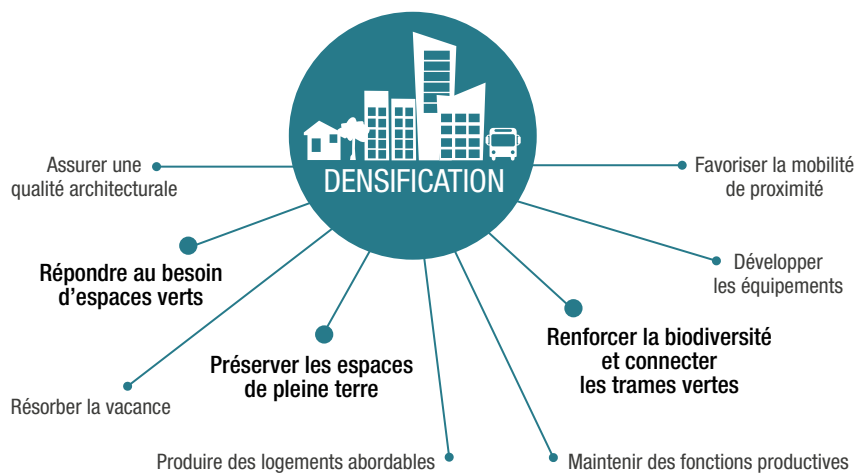 DENSIFICATION
Assurer une
qualité architecturale
Favoriser la mobilité
de proximité
Répondre au besoin
d’espaces verts
Développer
les équipements
Préserver les espaces
de pleine terre
Renforcer la biodiversité
et connecter
les trames vertes
Résorber la vacance
Produire des logements abordables
Maintenir des fonctions productives